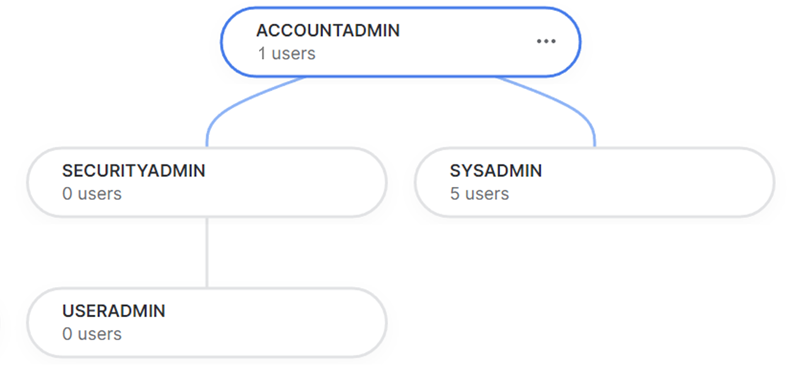 ACCOUNTADMIN
1 users
SECURITYADMIN
0 users
SYSADMIN
5 users
USERADMIN
0 users